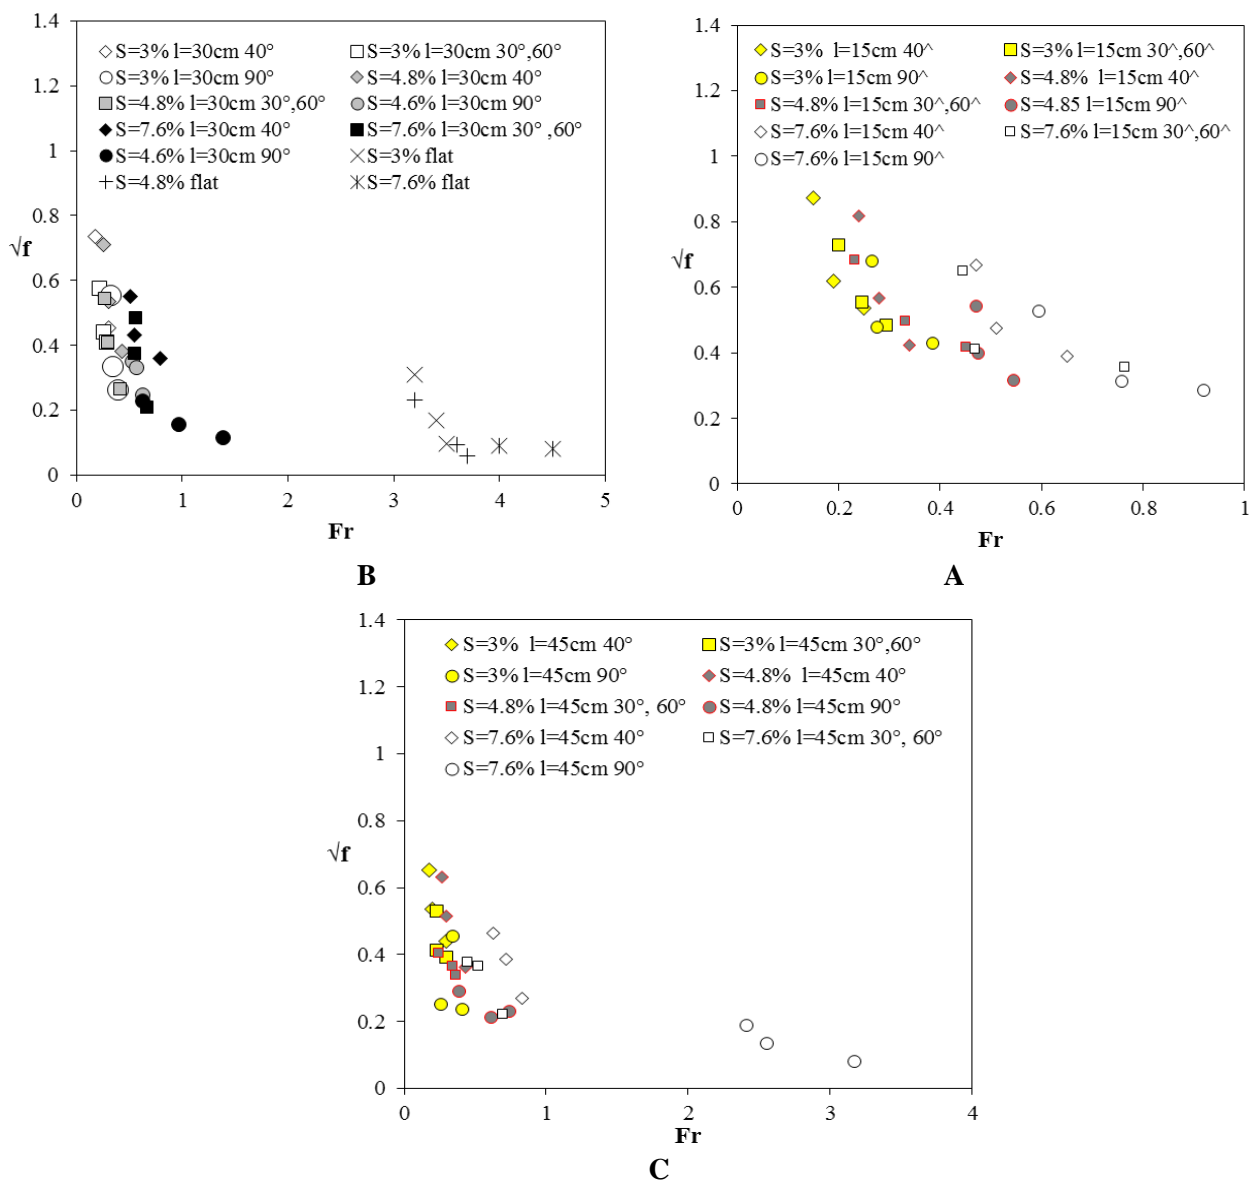 1.4
1.2
1
0.8
0.6
0.4
0.2
0
√f
S=3% l=30cm 40°
S=3% l=30cm 30°,60°
S=3% l=30cm 90°
S=4.8% l=30cm 40°
S=4.8% l=30cm 30°,60°
S=4.6% l=30cm 90°
S=7.6% l=30cm 40°
S=7.6% l=30cm 30° ,60°
S=4.6% l=30cm 90°
S=3% flat
S=4.8% flat
S=7.6% flat
0 1 2 3 4 5
Fr
B
1.4
1.2
1
0.8
0.6
0.4
0.2
0
√f
S=3%  l=15cm 40^
S=3% l=15cm 30^,60^
S=3% l=15cm 90^
S=4.8%  l=15cm 40^
S=4.8% l=15cm 30^,60^
S=4.85 l=15cm 90^
S=7.6% l=15cm 40^
S=7.6% l=15cm 30^,60^
S=7.6% l=15cm 90^
0 0.2 0.4 0.6 0.8 1
Fr
A
1.4
1.2
1
0.8
0.6
0.4
0.2
0
√f
S=3%  l=45cm 40°
S=3% l=45cm 30°,60°
S=3% l=45cm 90°
S=4.8%  l=45cm 40°
S=4.8% l=45cm 30°, 60°
S=4.8% l=45cm 90°
S=7.6% l=45cm 40°
S=7.6% l=45cm 30°, 60°
S=7.6% l=45cm 90°
0 1 2 3 4
Fr
C